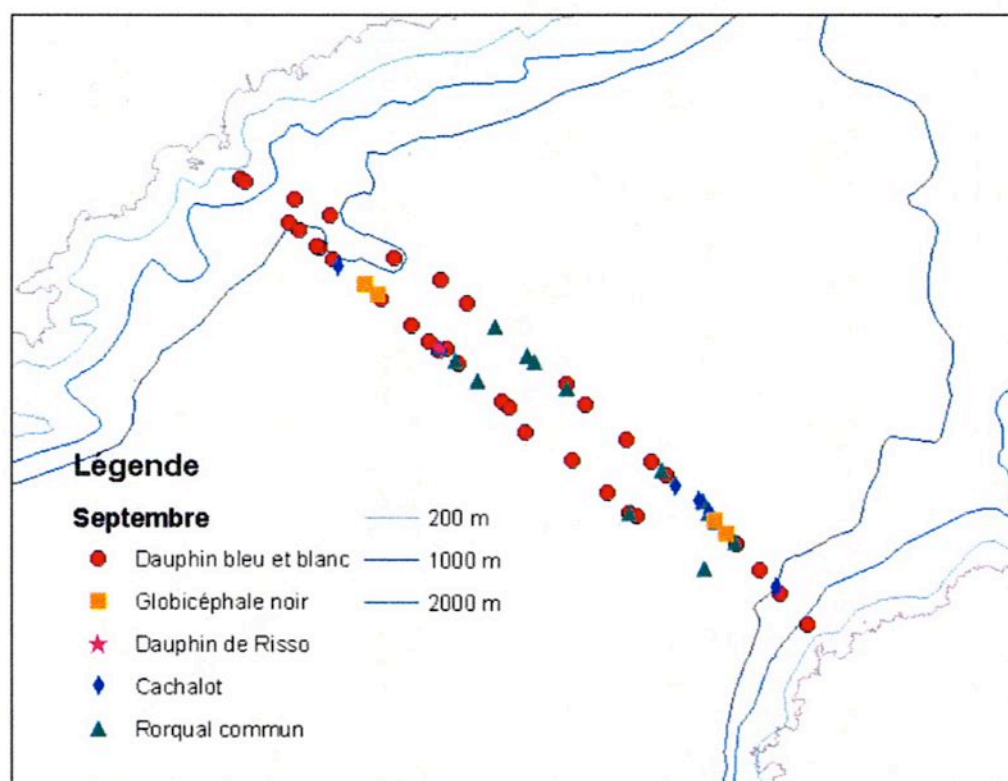 Légende
Septembre
Dauphin bleu et blanc
Globicéphale noir
Dauphin de Risso
Cachalot
Rorqual commun
200 m
1000 m
2000 m